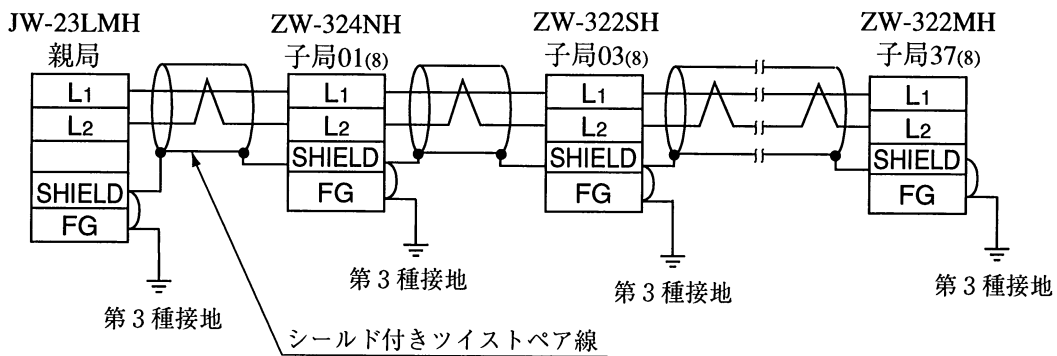 JW-23LMH
親局
L1
L2
SHIELD
FG
第3種接地
ZW-324NH
子局01(8)
L1
L2
SHIELD
FG
第3種接地
ZW-322SH
子局03(8)
L1
L2
SHIELD
FG
第3種接地
ZW-322MH
子局37(8)
L1
L2
SHIELD
FG
第3種接地
シールド付きツイストペア線